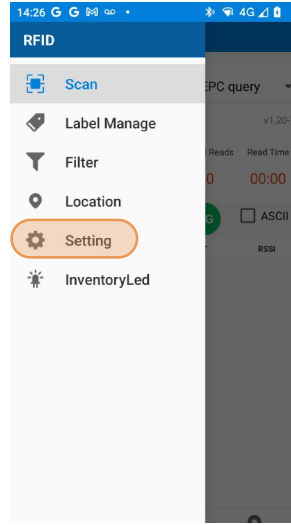 14:26 G G 4G
RFID
Scan
EPC query
Label Manage
v1.20-
Reads Read Time
Filter
0 00:00
Location
G ASCII
Setting
RSSI
InventoryLed